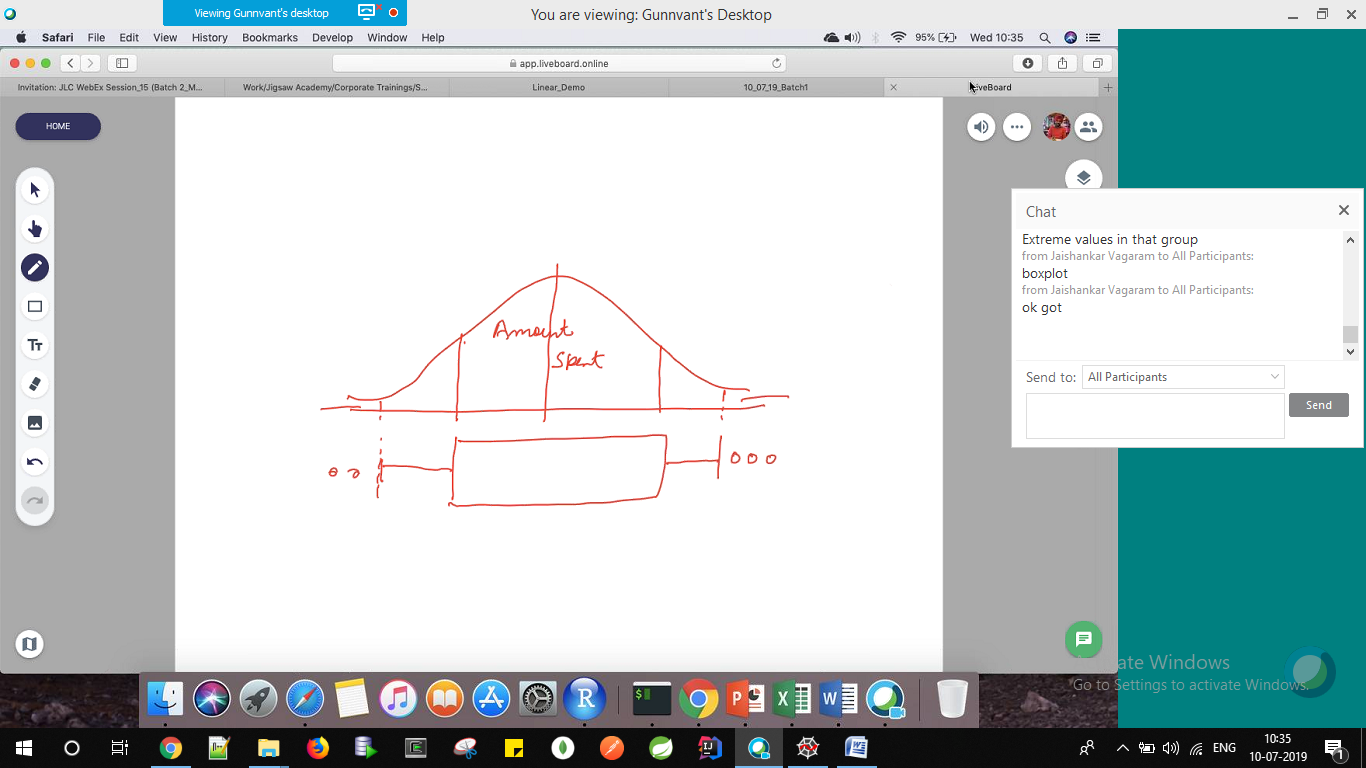 Viewing Gunnvant's desktop
You are viewing: Gunnvant's Desktop
Safari File Edit View History Bookmarks Develop Window Help
95% Wed 10:35
app.liveboard.online
Invitation: JLC WebEx Session_15 (Batch 2_M...
Work/Jigsaw Academy/Corporate Trainings/S...
Linear_Demo
10_07_19_Batch1
LiveBoard
HOME
Tт
Amount
Spent
Chat
Extreme values in that group
from Jaishankar Vagaram to All Participants:
boxplot
from Jaishankar Vagaram to All Participants:
ok got
Send to: All Participants
Send
ate Windows
Go to Settings to activate Windows.
ENG
10:35
10-07-2019
1